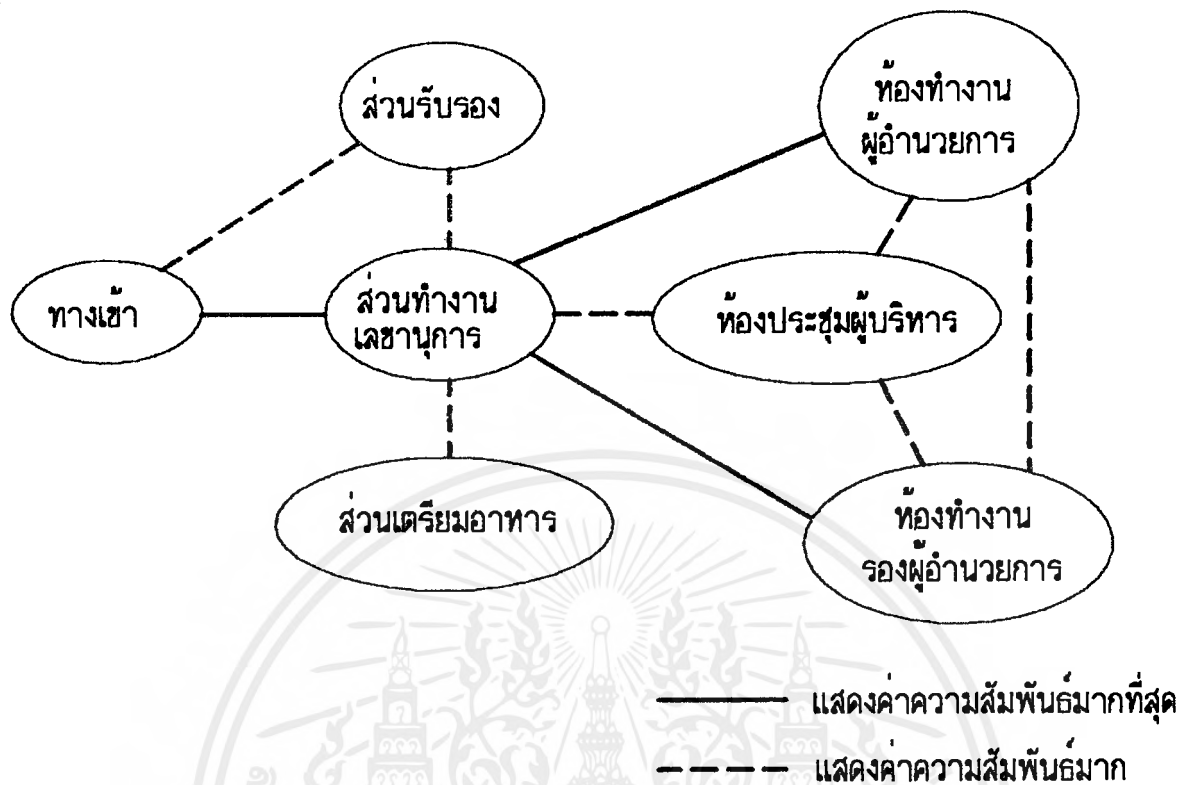 ส่วนรับรอง
ห้องทำงาน
ผู้อำนวยการ
ทางเข้า
ส่วนทำงาน
เลขานุการ
ห้องประชุมผู้บริหาร
ส่วนเตรียมอาหาร
ห้องทำงาน
รองผู้อำนวยการ
แสดงค่าความสัมพันธ์มากที่สุด
แสดงค่าความสัมพันธ์มาก